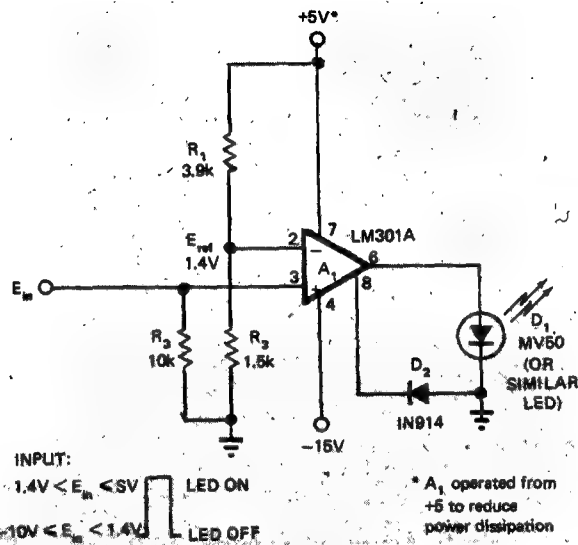 +5V*
R1
3.9k
7
LM301A
Eref
1.4V
2
−
6
Ein
3
A1
+
8
4
R3
10k
R3
1.5k
D1
MV50
(OR
SIMILAR
LED)
D2
IN914
−15V
INPUT:
1.4V < Ein < 5V
LED ON
−10V ≤ Ein < 1.4V
LED OFF
* A1 operated from
+5 to reduce
power dissipation